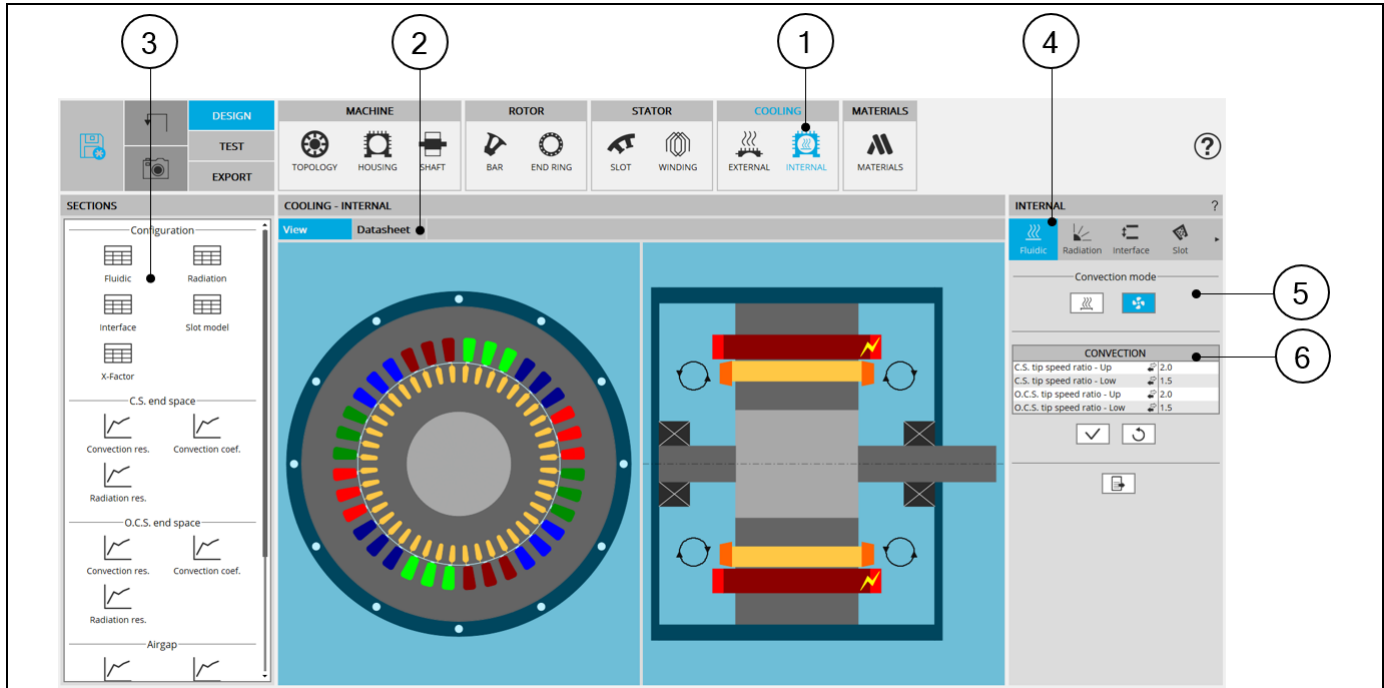 3
2
1
4
DESIGN
TEST
EXPORT
MACHINE
TOPOLOGY HOUSING SHAFT
ROTOR
BAR END RING
STATOR
SLOT WINDING
COOLING
EXTERNAL INTERNAL
MATERIALS
MATERIALS
?
SECTIONS
Configuration
Fluidic Radiation
Interface Slot model
X-Factor
C.S. end space
Convection res. Convection coef.
Radiation res.
O.C.S. end space
Convection res. Convection coef.
Radiation res.
Airgap
COOLING - INTERNAL
View Datasheet
INTERNAL ?
Fluidic Radiation Interface Slot
Convection mode
5
CONVECTION
C.S. tip speed ratio - Up 2.0
C.S. tip speed ratio - Low 1.5
O.C.S. tip speed ratio - Up 2.0
O.C.S. tip speed ratio - Low 1.5
6